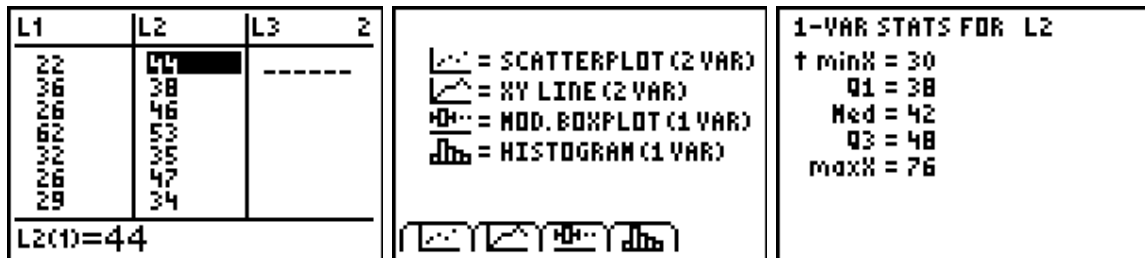 L1 L2 L3 2
22 44 ------
36 38
26 46
62 53
32 35
26 47
29 34
L2(1)=44
= SCATTERPLOT(2 VAR)
= XY LINE(2 VAR)
= MOD.BOXPLOT(1 VAR)
= HISTOGRAM(1 VAR)
1-VAR STATS FOR L2
↑ minX = 30
Q1 = 38
Med = 42
Q3 = 48
maxX = 76